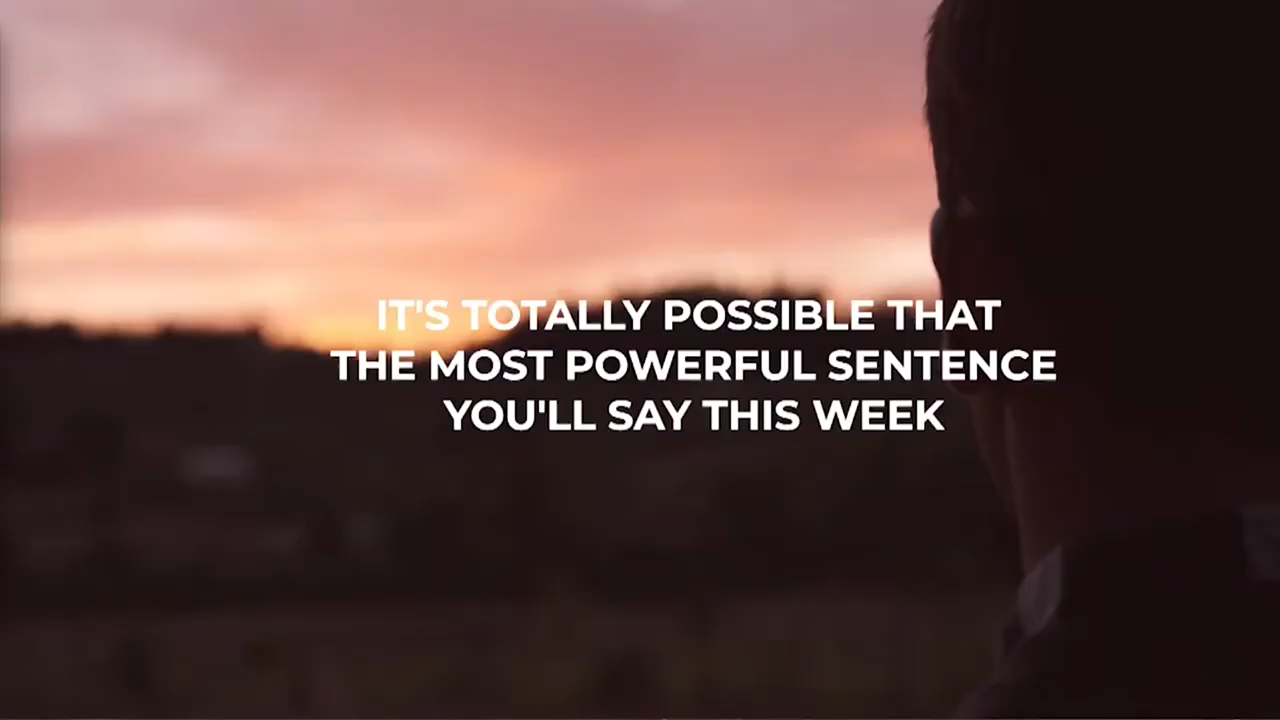 IT'S TOTALLY POSSIBLE THAT
THE MOST POWERFUL SENTENCE
YOU'LL SAY THIS WEEK